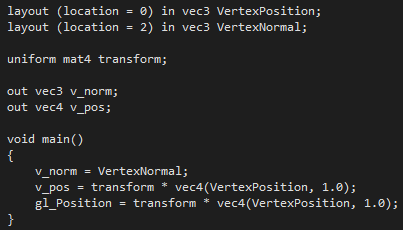 layout (location = 0) in vec3 VertexPosition;
layout (location = 2) in vec3 VertexNormal;

uniform mat4 transform;

out vec3 v_norm;
out vec4 v_pos;

void main()
{
    v_norm = VertexNormal;
    v_pos = transform * vec4(VertexPosition, 1.0);
    gl_Position = transform * vec4(VertexPosition, 1.0);
}